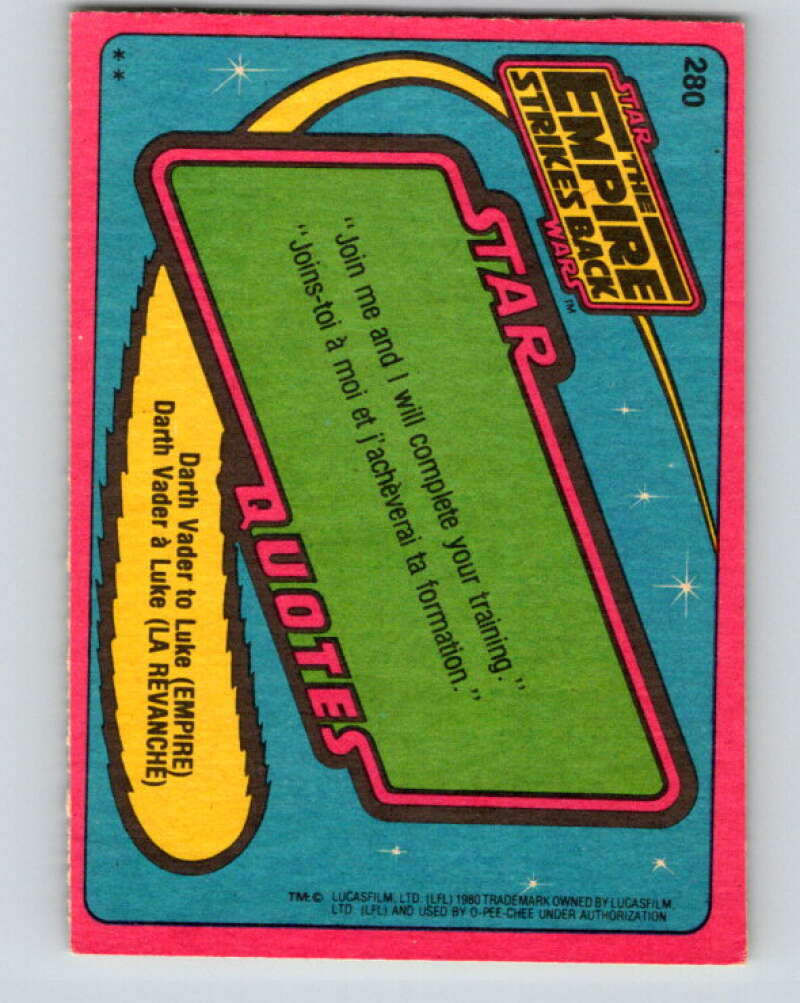 280
STAR
THE
EMPIRE
STRIKES BACK
WARS™
STAR
"Join me and I will complete your training."
"Joins-toi à moi et j'achèverai ta formation."
QUOTES
Darth Vader to Luke (EMPIRE)
Darth Vader à Luke (LA REVANCHE)
**
TM:© LUCASFILM, LTD. (LFL) 1980 TRADEMARK OWNED BY LUCASFILM,
LTD. (LFL) AND USED BY O-PEE-CHEE UNDER AUTHORIZATION